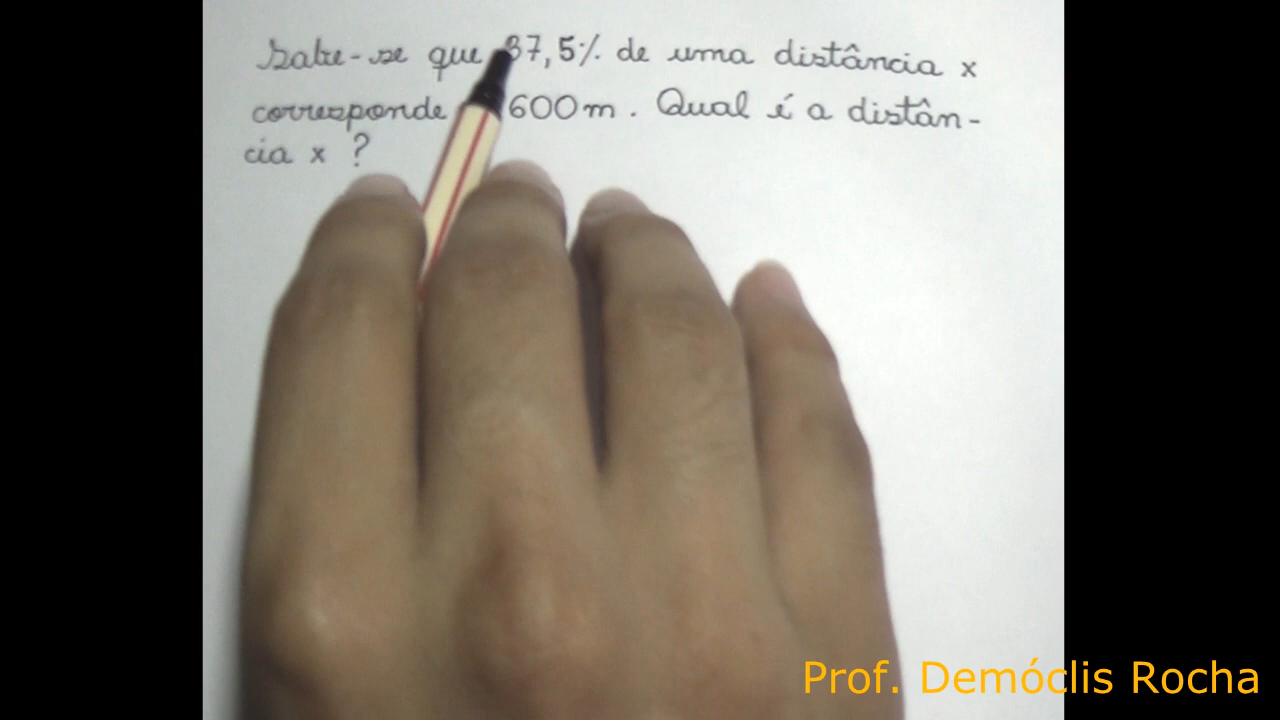 Sabe-se que 37,5% de uma distância x
corresponde 600m. Qual é a distân-
cia x ?
Prof. Demóclis Rocha